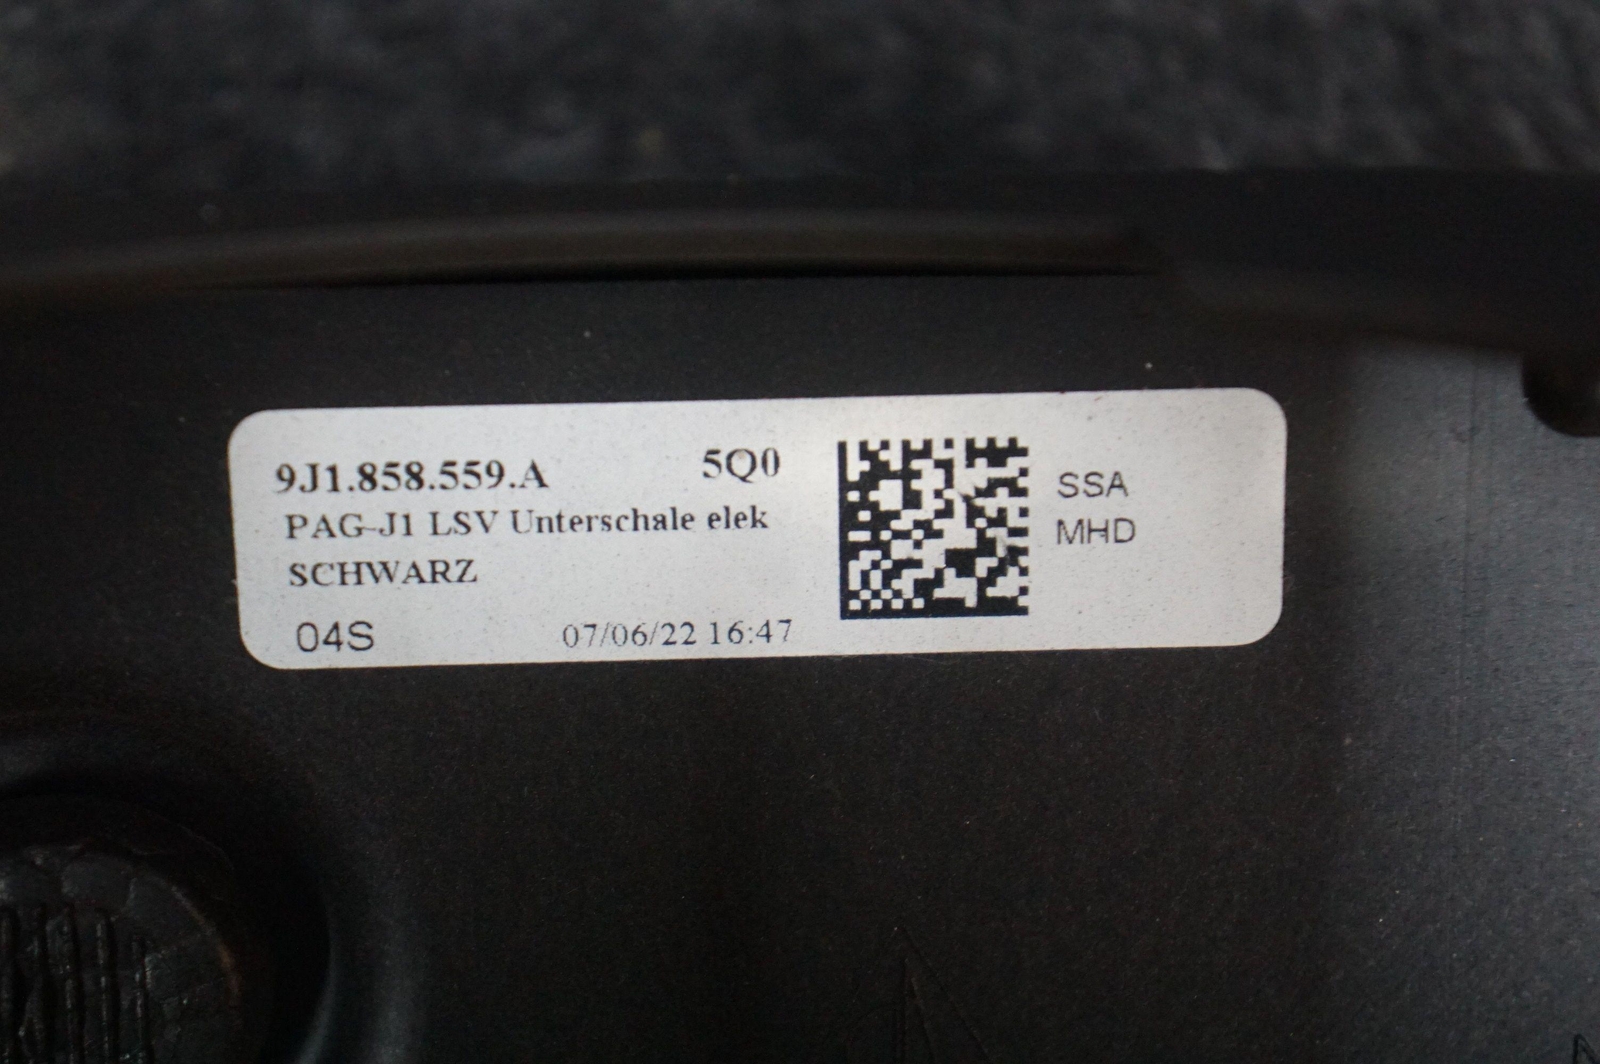 9J1.858.559.A 5Q0
PAG-J1 LSV Unterschale elek
SCHWARZ
04S 07/06/22 16:47
SSA
MHD